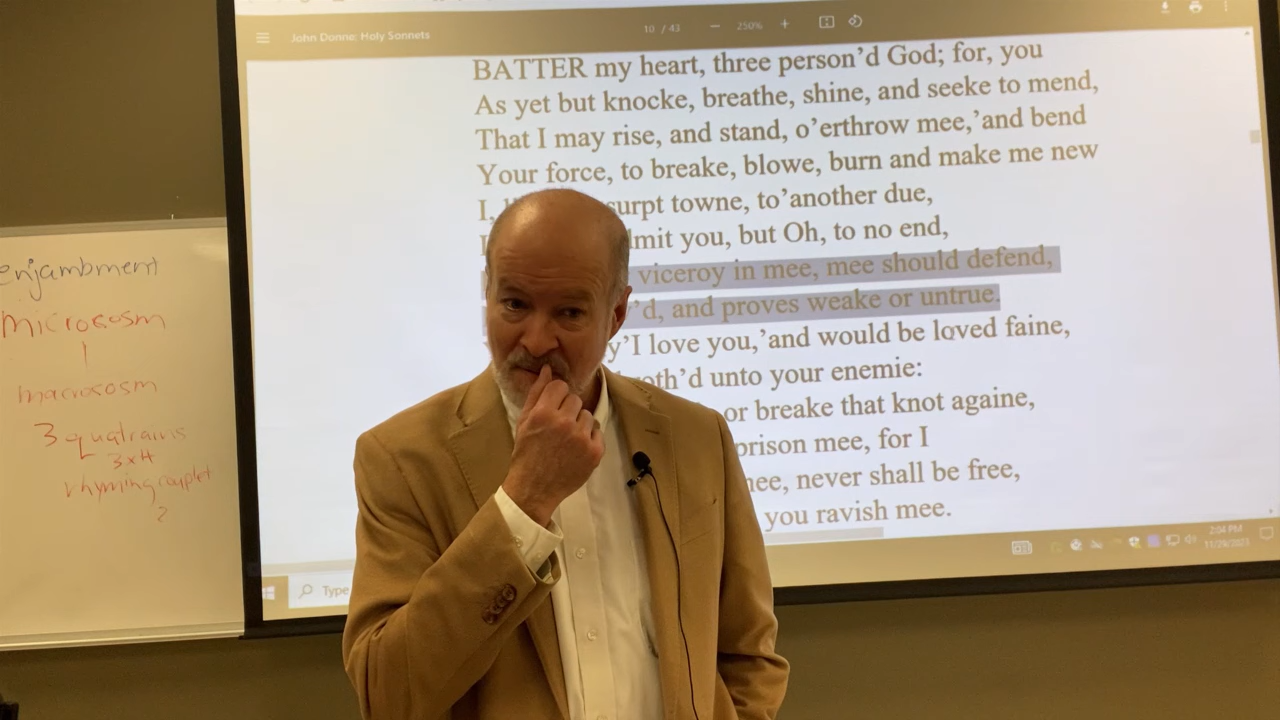 John Donne: Holy Sonnets
10 / 43
250%
BATTER my heart, three person’d God; for, you
As yet but knocke, breathe, shine, and seeke to mend,
That I may rise, and stand, o’erthrow mee,’and bend
Your force, to breake, blowe, burn and make me new
I, surpt towne, to’another due,
mit you, but Oh, to no end,
viceroy in mee, mee should defend,
’d, and proves weake or untrue.
y’I love you,’and would be loved faine,
oth’d unto your enemie:
or breake that knot againe,
prison mee, for I
nee, never shall be free,
you ravish mee.
enjambment
microcosm
macrocosm
3 quatrains
3x4
rhyming couplet
2
Type
2:04 PM